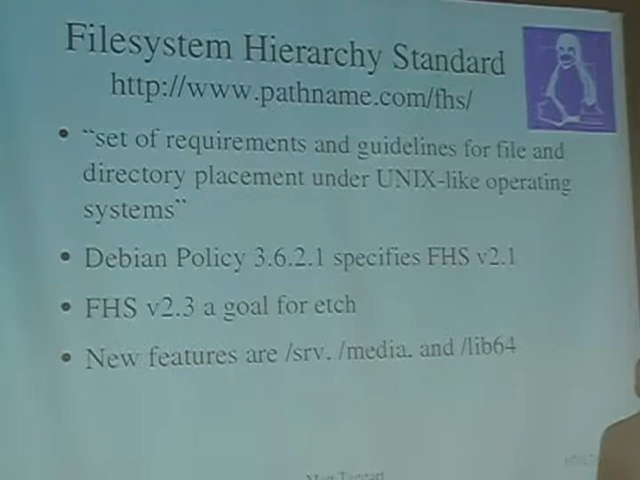 Filesystem Hierarchy Standard
http://www.pathname.com/fhs/
• “set of requirements and guidelines for file and
directory placement under UNIX-like operating
systems”
• Debian Policy 3.6.2.1 specifies FHS v2.1
• FHS v2.3 a goal for etch
• New features are /srv, /media, and /lib64